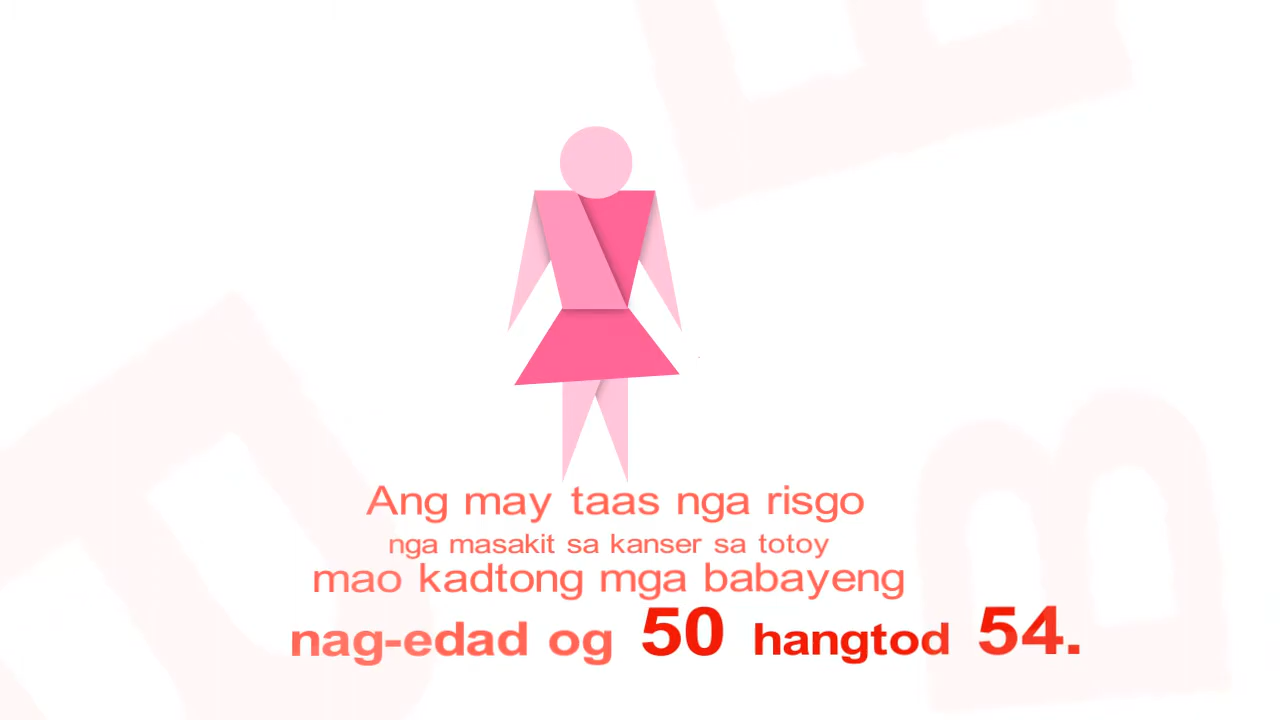 Ang may taas nga risgo
nga masakit sa kanser sa totoy
mao kadtong mga babayeng
nag-edad og 50 hangtod 54.